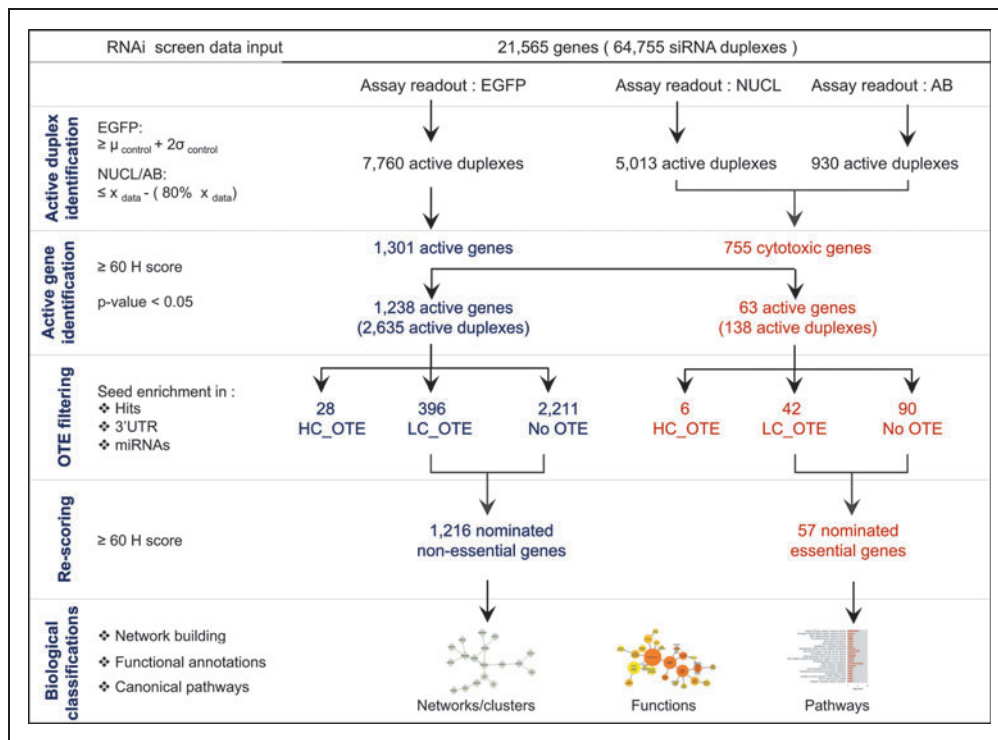 RNAi screen data input
21,565 genes ( 64,755 siRNA duplexes )
Assay readout : EGFP
Assay readout : NUCL
Assay readout : AB
Active duplex
identification
EGFP:
≥ μ control + 2σ control
NUCL/AB:
≤ x data - ( 80% x data)
7,760 active duplexes
5,013 active duplexes
930 active duplexes
Active gene
identification
≥ 60 H score
p-value < 0.05
1,301 active genes
755 cytotoxic genes
1,238 active genes
(2,635 active duplexes)
63 active genes
(138 active duplexes)
OTE filtering
Seed enrichment in :
❖ Hits
❖ 3'UTR
❖ miRNAs
28
HC_OTE
396
LC_OTE
2,211
No OTE
6
HC_OTE
42
LC_OTE
90
No OTE
Re-scoring
≥ 60 H score
1,216 nominated
non-essential genes
57 nominated
essential genes
Biological
classifications
❖ Network building
❖ Functional annotations
❖ Canonical pathways
Networks/clusters
Functions
Pathways